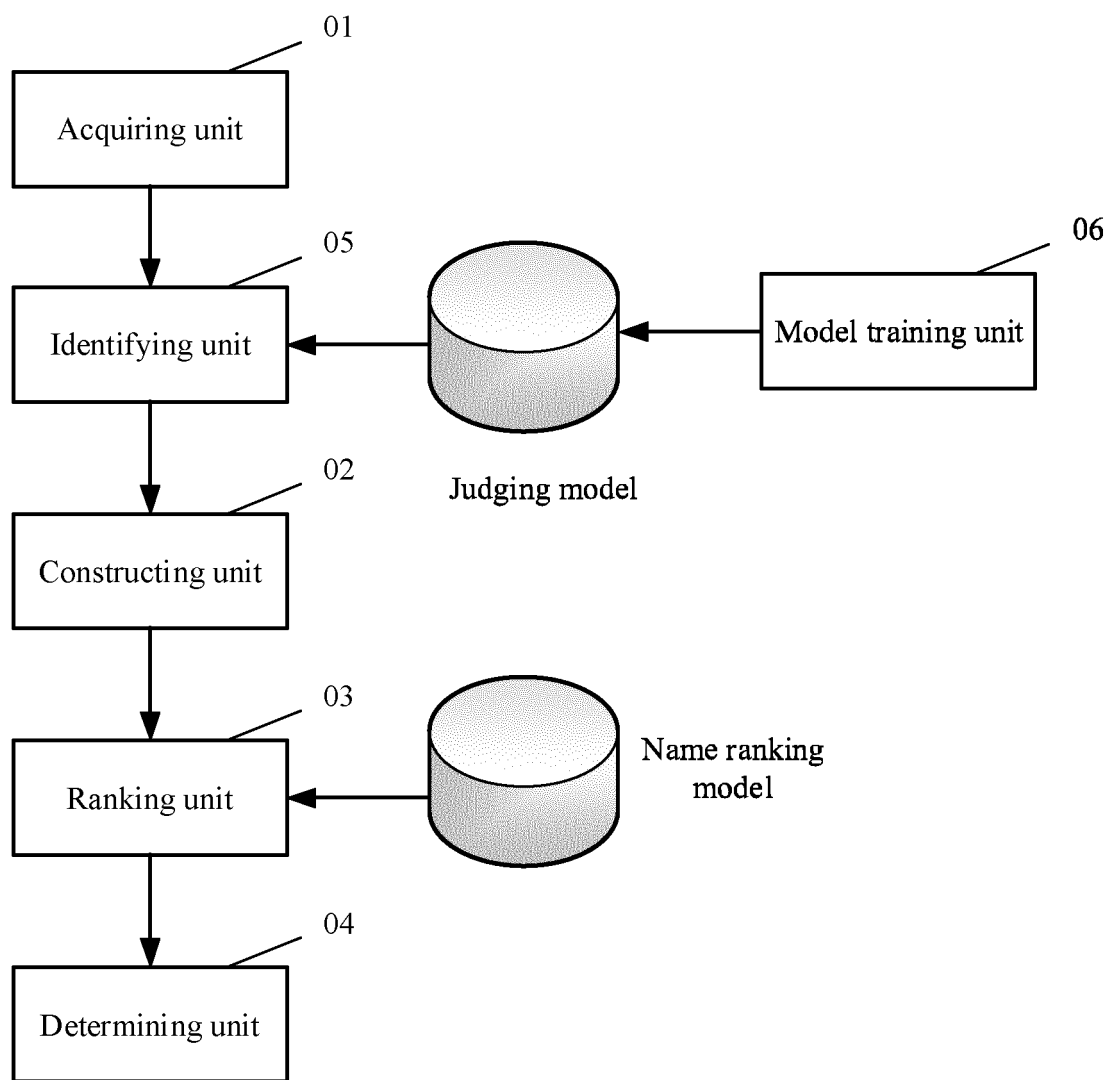 01
Acquiring unit
05
06
Identifying unit
Model training unit
Judging model
02
Constructing unit
03
Ranking unit
Name ranking
model
04
Determining unit